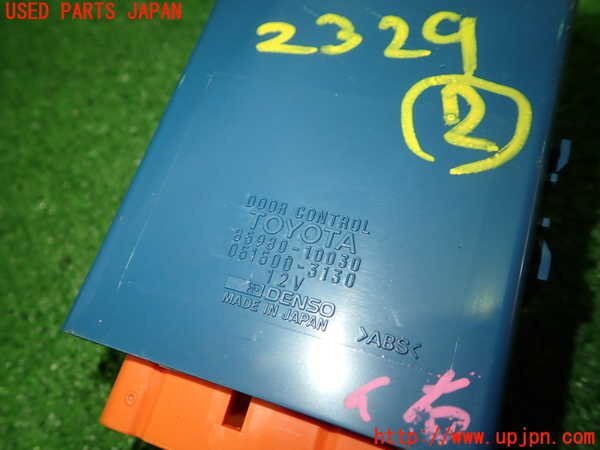 USED PARTS JAPAN
2329
2
DOOR CONTROL
TOYOTA
85980-10030
051500-3130
12V
DENSO
MADE IN JAPAN
>ABS<
イ右
http://www.upjpn.com